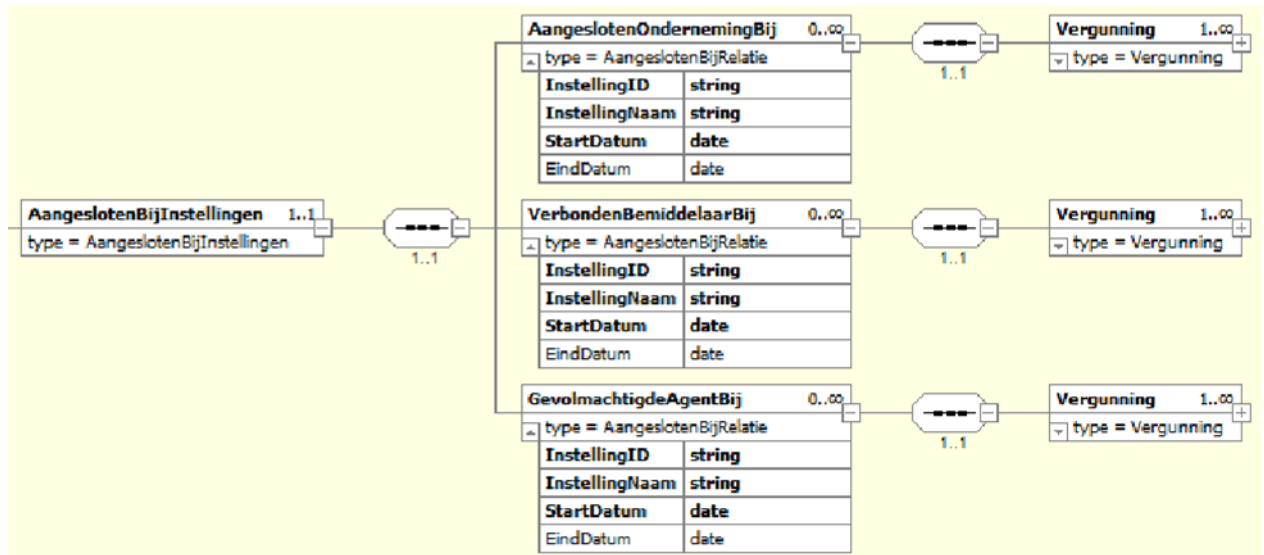 AangeslotenOndernemingBij 0..∞
type = AangeslotenBijRelatie
InstellingID string
InstellingNaam string
StartDatum date
EindDatum date
1..1
Vergunning 1..∞
type = Vergunning
AangeslotenBijInstellingen 1..1
type = AangeslotenBijInstellingen
1..1
VerbondenBemiddelaarBij 0..∞
type = AangeslotenBijRelatie
InstellingID string
InstellingNaam string
StartDatum date
EindDatum date
1..1
Vergunning 1..∞
type = Vergunning
GevolmachtigdeAgentBij 0..∞
type = AangeslotenBijRelatie
InstellingID string
InstellingNaam string
StartDatum date
EindDatum date
1..1
Vergunning 1..∞
type = Vergunning